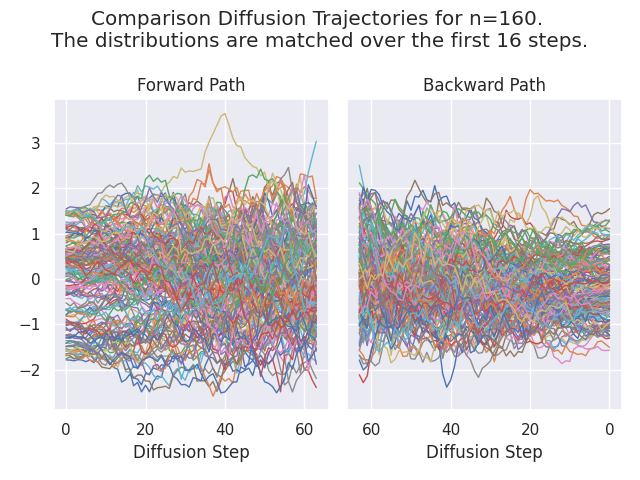 Comparison Diffusion Trajectories for n=160.
The distributions are matched over the first 16 steps.
Forward Path
Backward Path
3
2
1
0
−1
−2
0 20 40 60
60 40 20 0
Diffusion Step
Diffusion Step